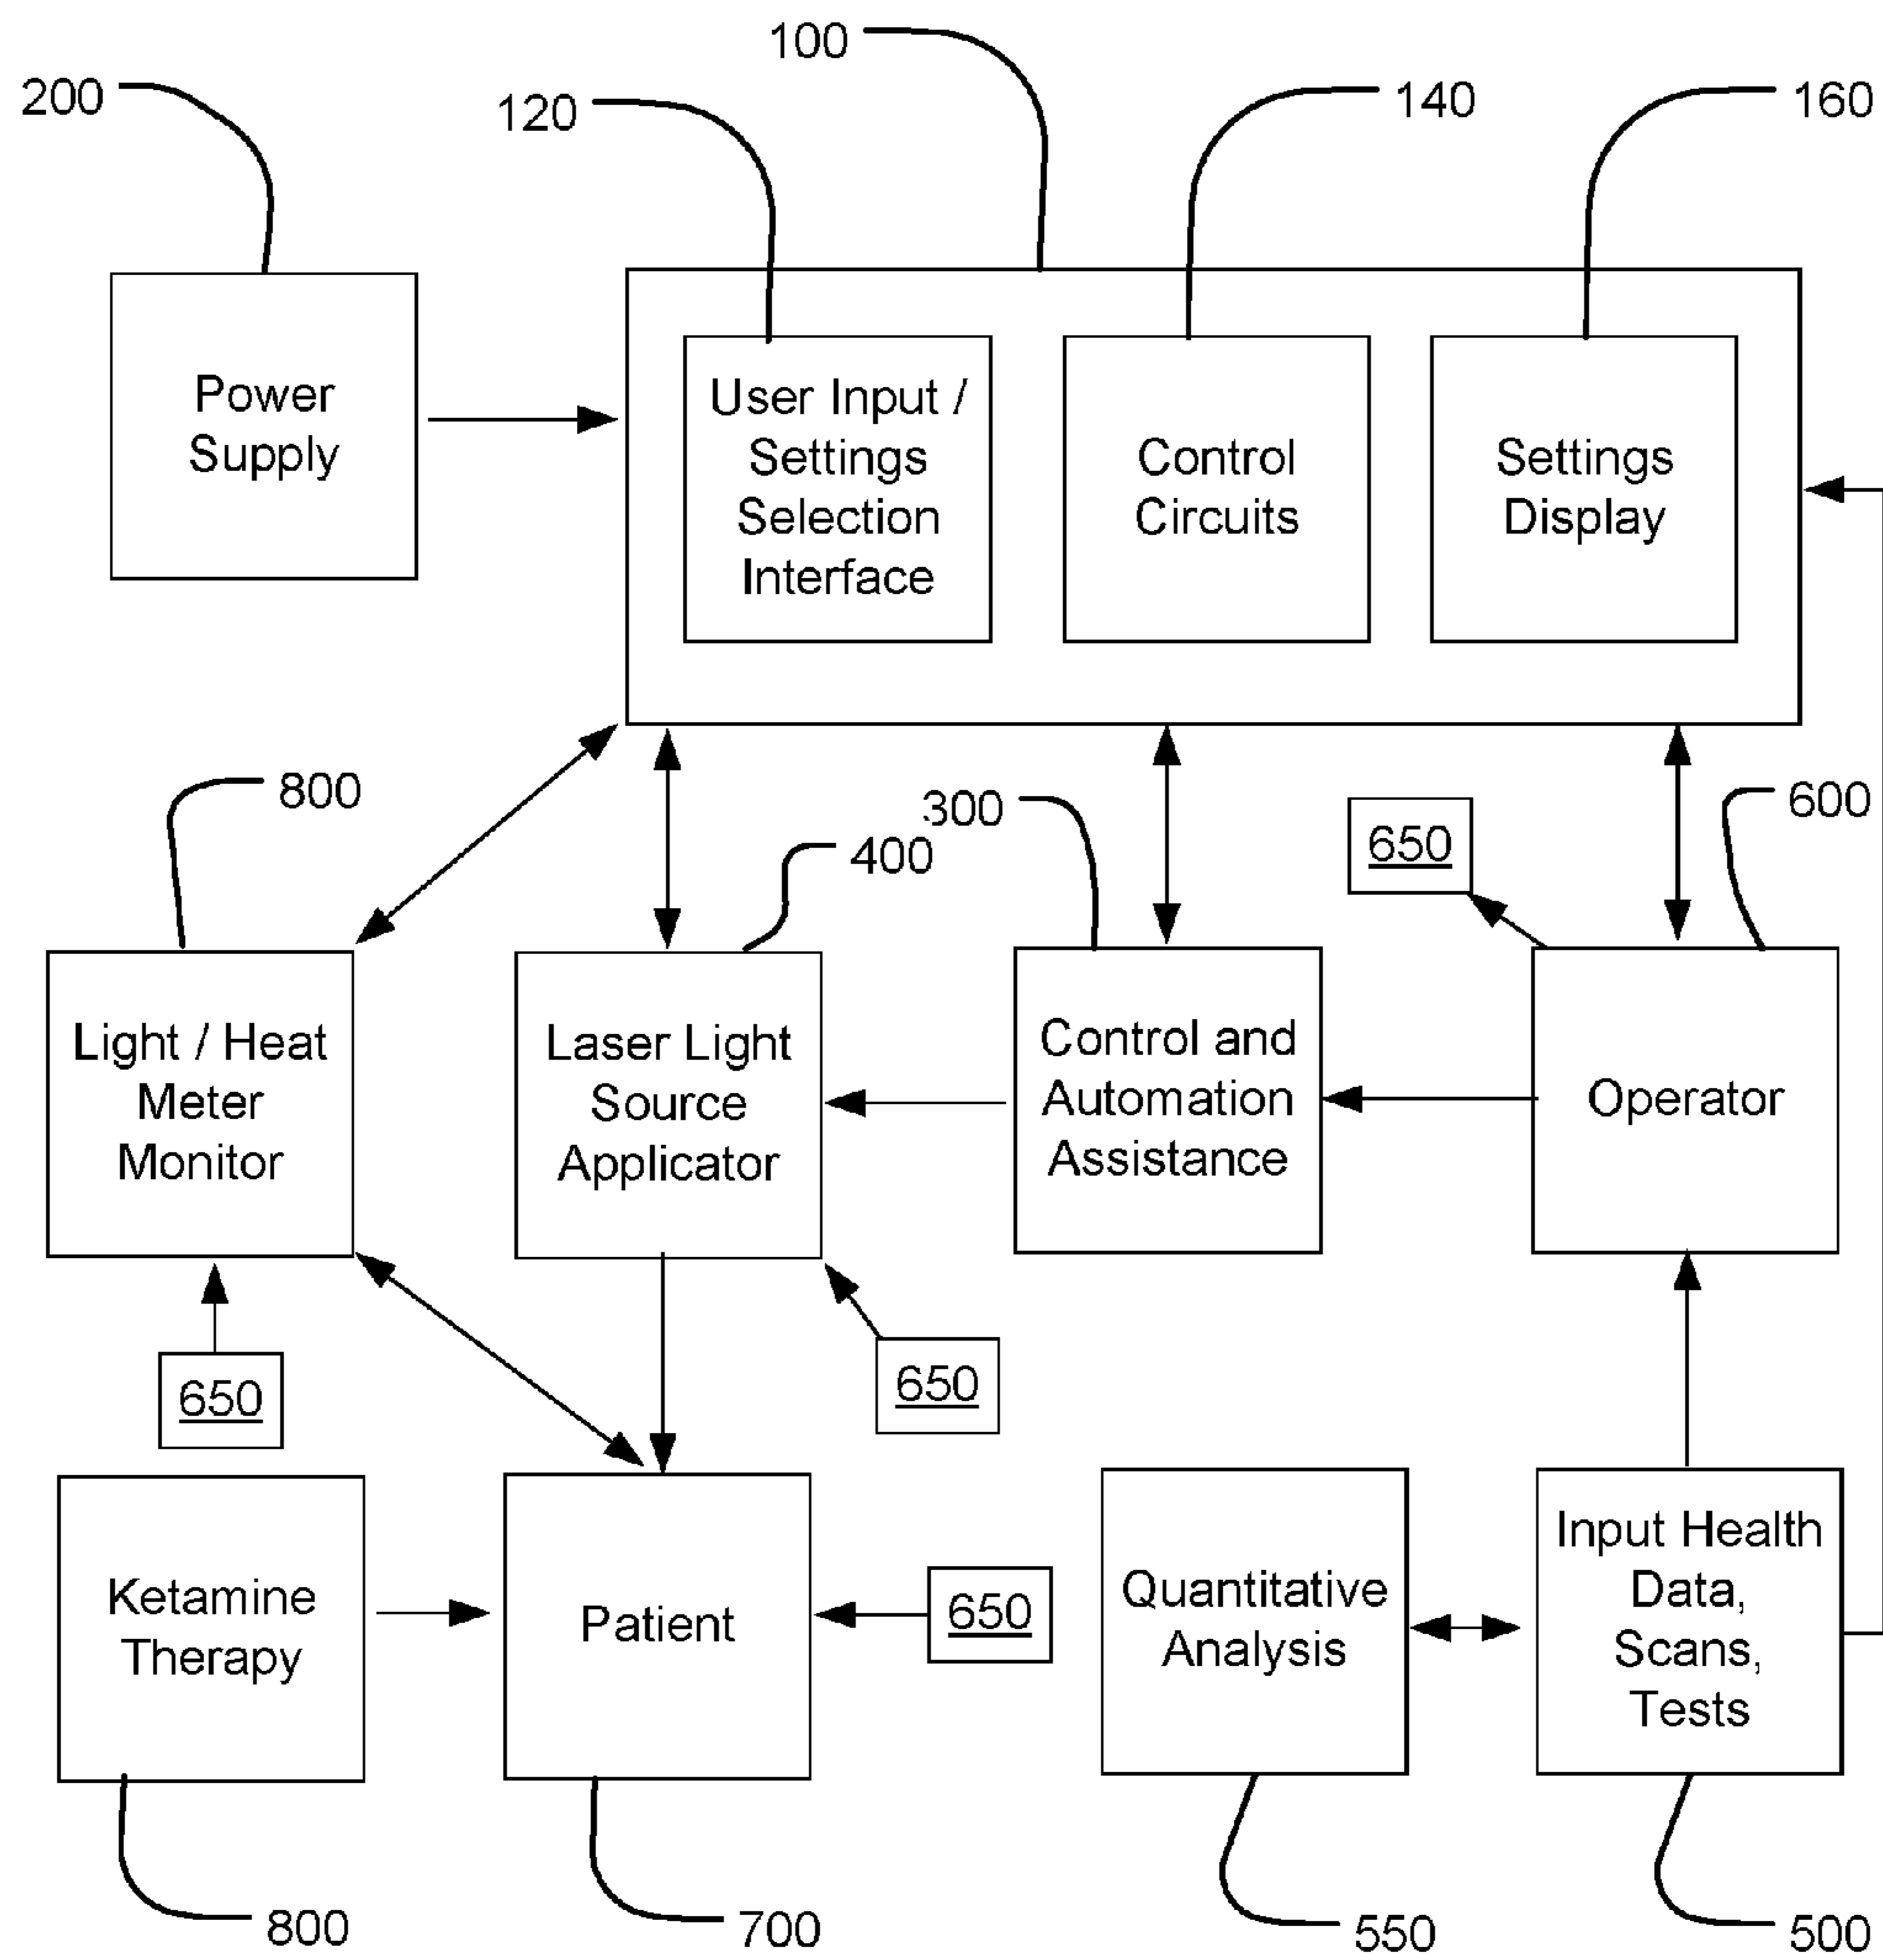 100
200
120
140
160
Power
Supply
User Input /
Settings
Selection
Interface
Control
Circuits
Settings
Display
800
300
400
650
600
Light / Heat
Meter
Monitor
Laser Light
Source
Applicator
Control and
Automation
Assistance
Operator
650
650
Ketamine
Therapy
Patient
650
Quantitative
Analysis
Input Health
Data,
Scans,
Tests
800
700
550
500